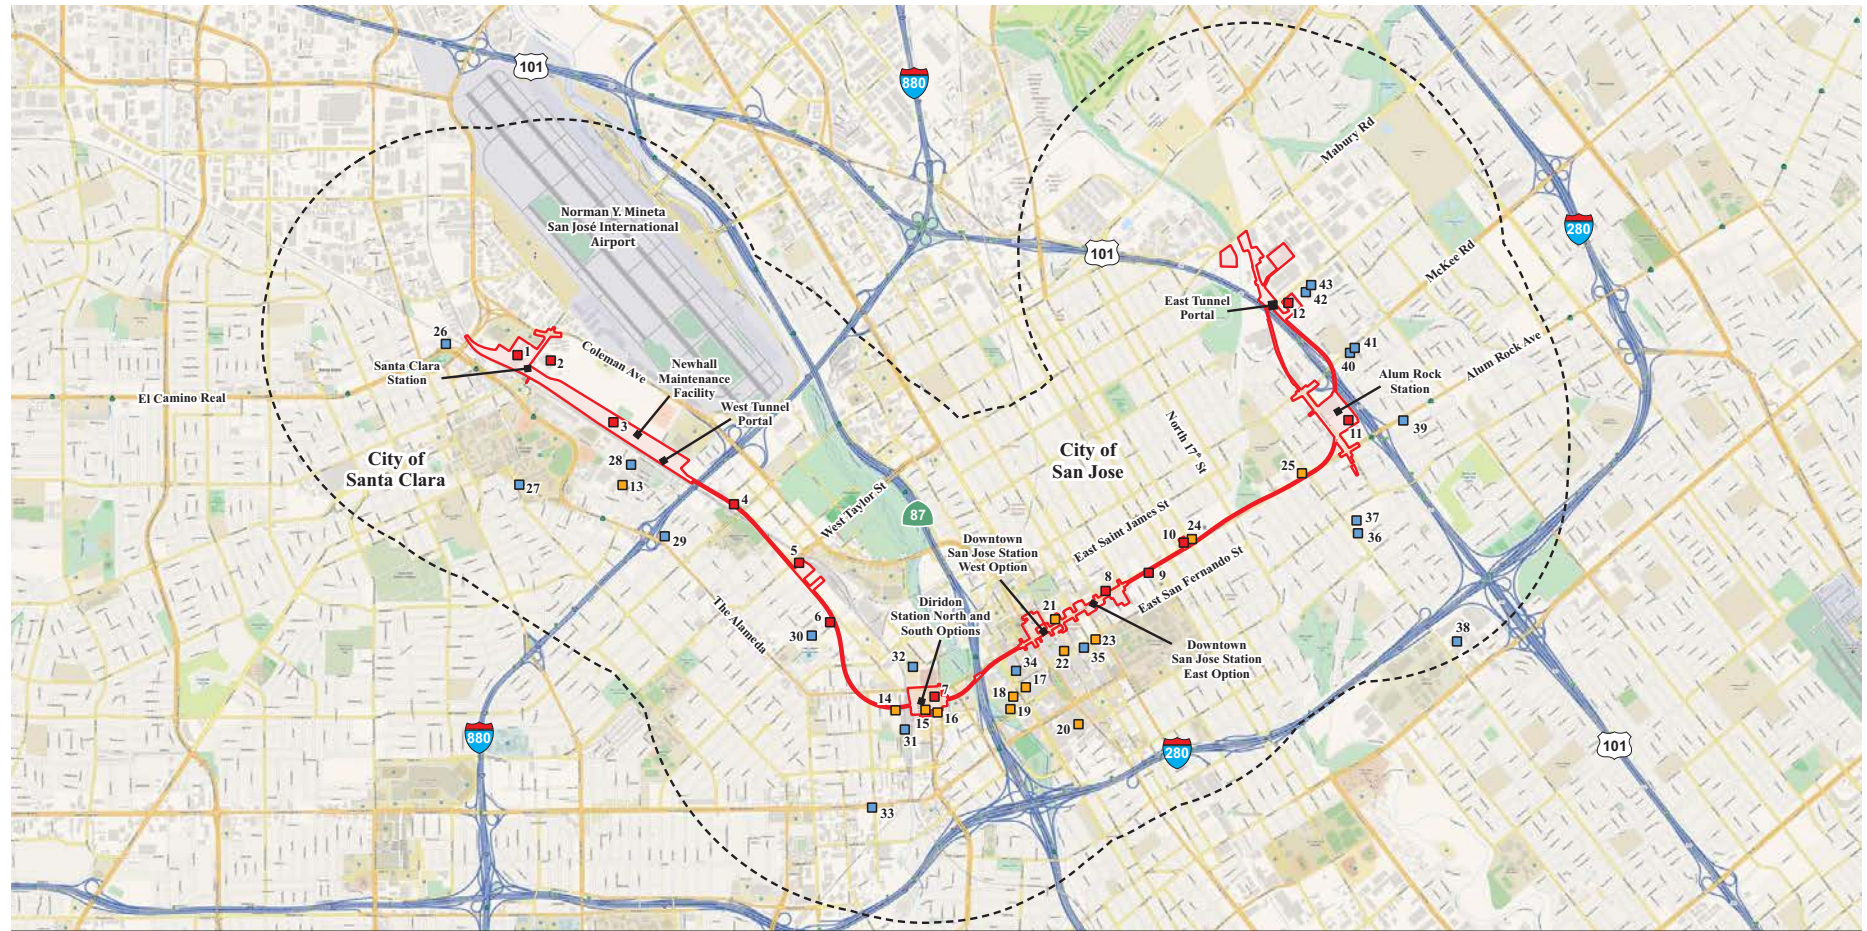 101
880
Mabury Rd
Norman Y. Mineta
San José International
Airport
280
101
McKee Rd
43
42
East Tunnel
Portal
12
26
1
2
Coleman Ave
41
40
Alum Rock Ave
Santa Clara
Station
Newhall
Maintenance
Facility
Alum Rock
Station
El Camino Real
West Tunnel
Portal
3
11
39
North 17th St
City of
Santa Clara
City of
San Jose
28
13
27
25
4
West Taylor St
87
East Saint James St
37
36
29
24
10
Downtown
San Jose Station
West Option
5
9
East San Fernando St
8
The Alameda
Diridon
Station North and
South Options
21
6
30
23
35
22
38
Downtown
San Jose Station
East Option
32
34
17
7
14
18
19
15
16
20
31
880
280
101
33